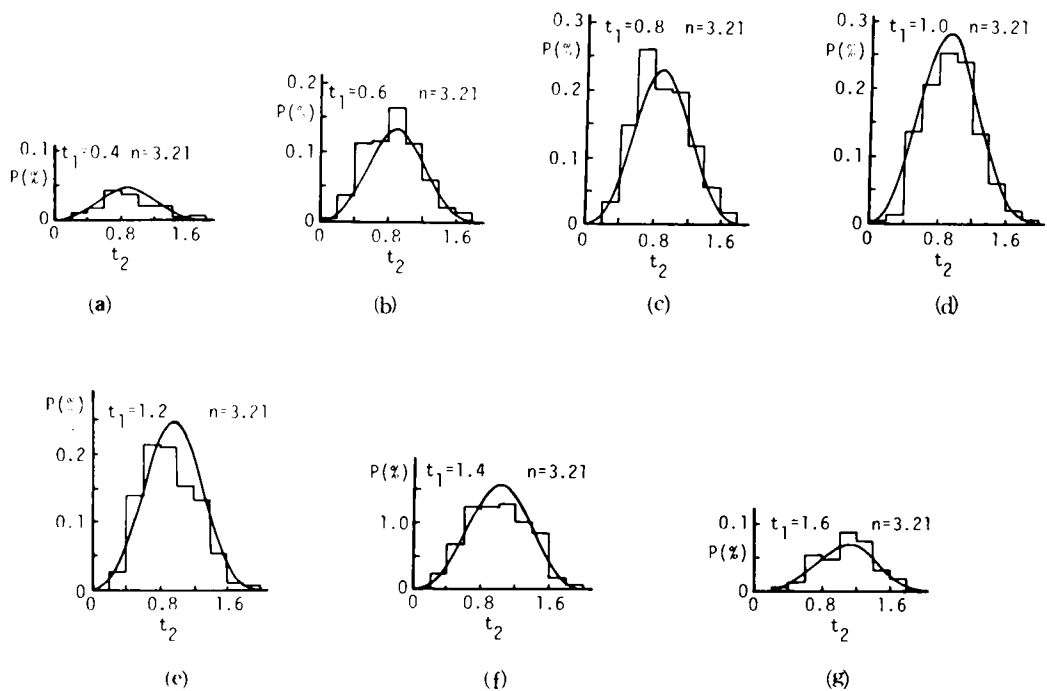 0.1
t₁=0.4 n=3.21
P(%)
0
0 0.8 1.6
t₂
(a)
0.2
P(%)
t₁=0.6 n=3.21
0.1
0
0 0.8 1.6
t₂
(b)
0.3
P(%)
t₁=0.8 n=3.21
0.2
0.1
0
0 0.8 1.6
t₂
(c)
0.3
P(%)
t₁=1.0 n=3.21
0.2
0.1
0
0 0.8 1.6
t₂
(d)
P(%)
t₁=1.2 n=3.21
0.2
0.1
0
0 0.8 1.6
t₂
(e)
P(%)
t₁=1.4 n=3.21
1.0
0
0 0.8 1.6
t₂
(f)
0.1
t₁=1.6 n=3.21
P(%)
0
0 0.8 1.6
t₂
(g)